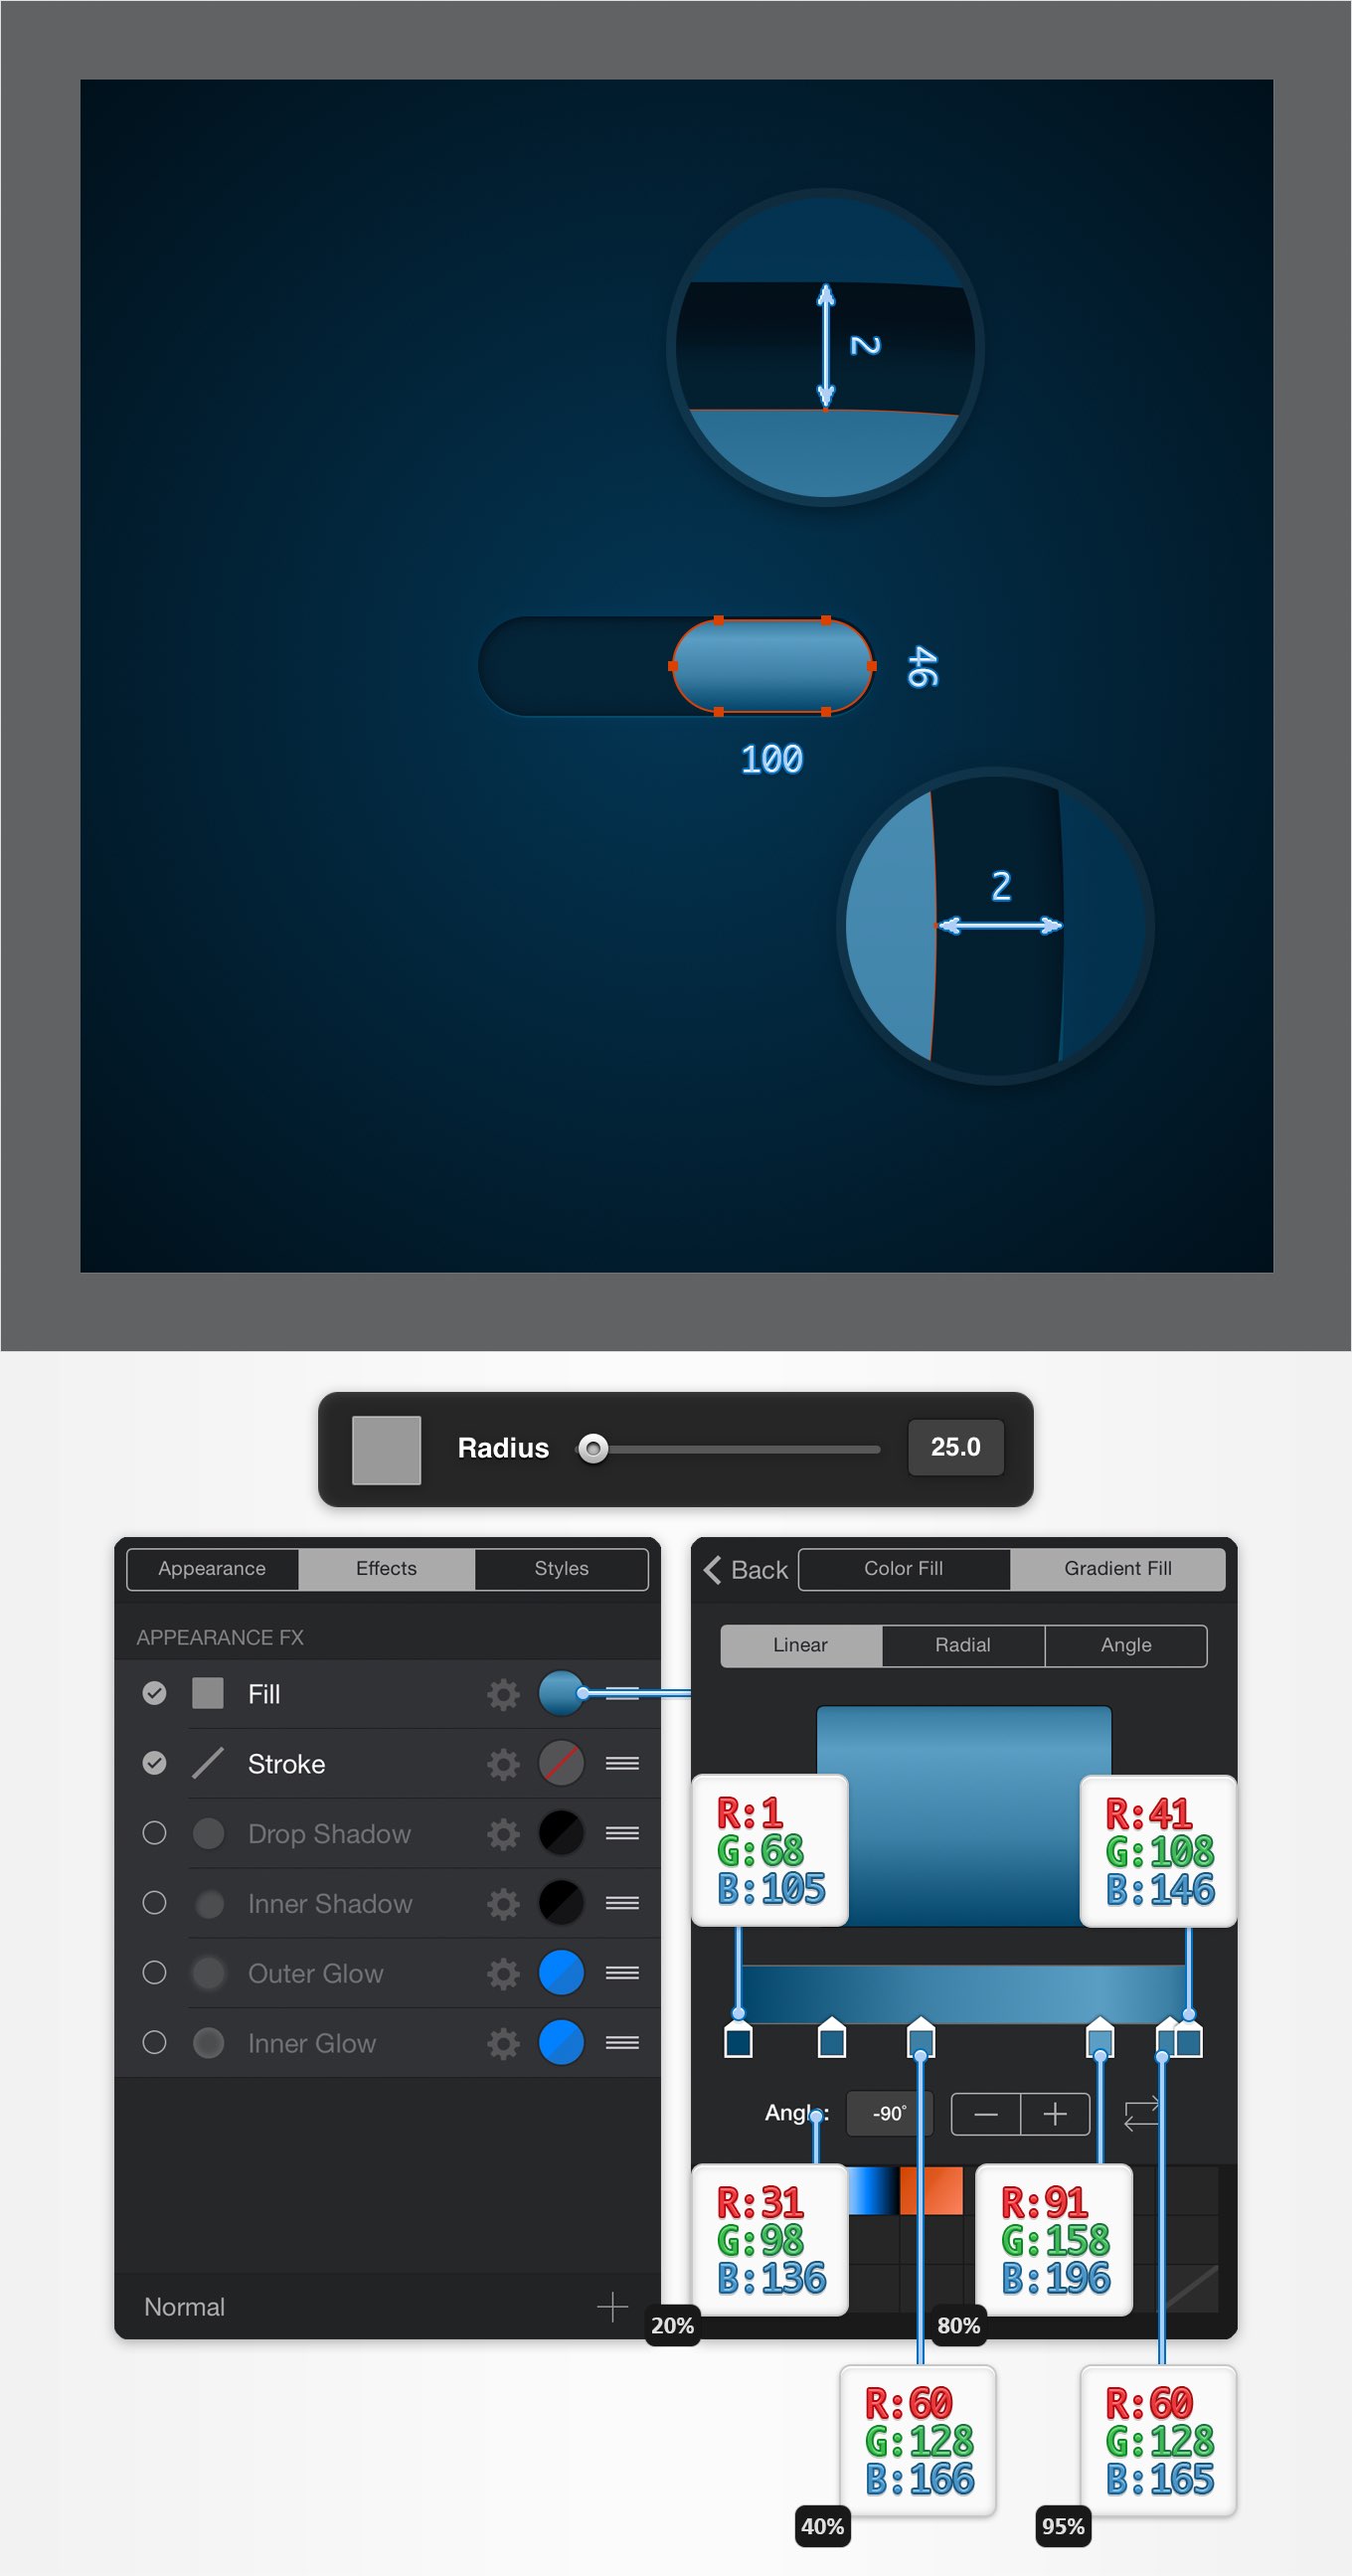 2
46
100
2
Radius
25.0
Appearance
Effects
Styles
APPEARANCE FX
Fill
Stroke
Drop Shadow
Inner Shadow
Outer Glow
Inner Glow
Normal
Back
Color Fill
Gradient Fill
Linear
Radial
Angle
R:1
G:68
B:105
R:41
G:108
B:146
Angle:
-90°
R:31
G:98
B:136
20%
R:91
G:158
B:196
80%
R:60
G:128
B:166
40%
R:60
G:128
B:165
95%